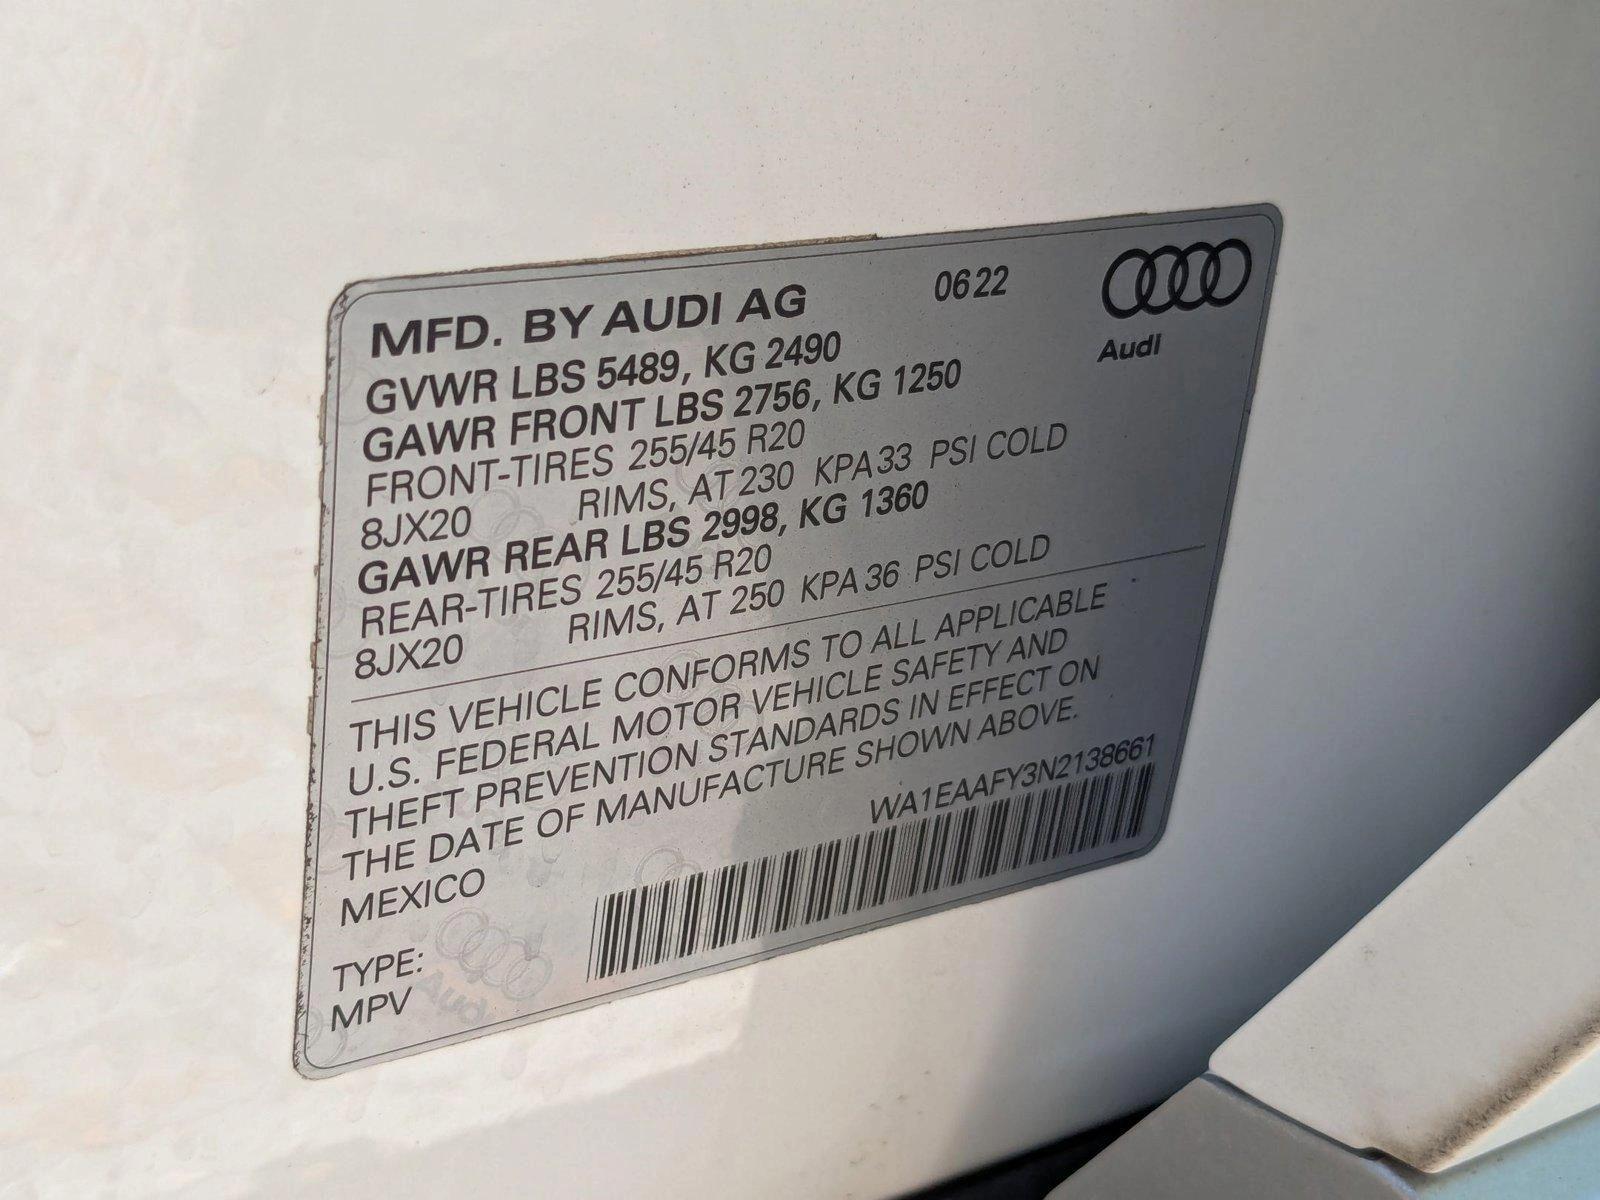 MFD. BY AUDI AG 0622
GVWR LBS 5489, KG 2490
Audi
GAWR FRONT LBS 2756, KG 1250
FRONT-TIRES 255/45 R20
8JX20 RIMS, AT 230 KPA 33 PSI COLD
GAWR REAR LBS 2998, KG 1360
REAR-TIRES 255/45 R20
8JX20 RIMS, AT 250 KPA 36 PSI COLD
THIS VEHICLE CONFORMS TO ALL APPLICABLE
U.S. FEDERAL MOTOR VEHICLE SAFETY AND
THEFT PREVENTION STANDARDS IN EFFECT ON
THE DATE OF MANUFACTURE SHOWN ABOVE.
MEXICO WA1EAAFY3N2138661
TYPE:
MPV
Audi